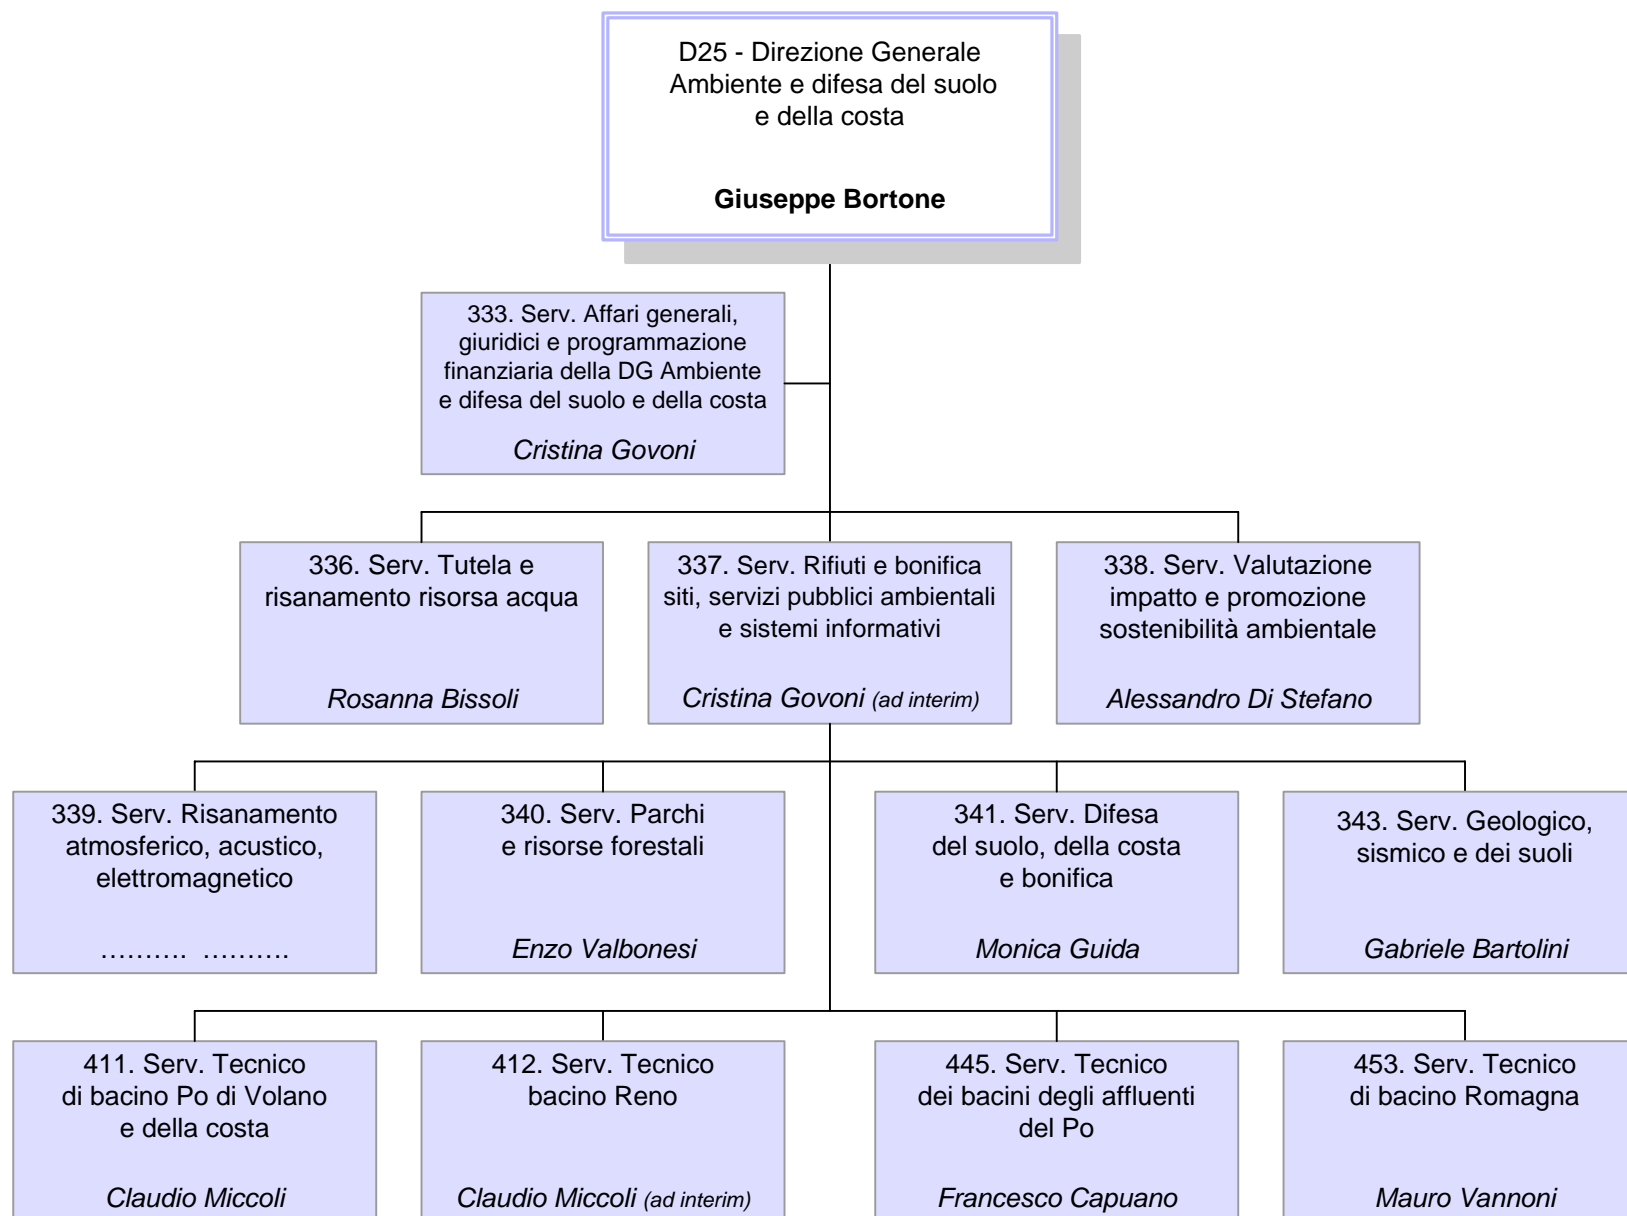 D25 - Direzione Generale
Ambiente e difesa del suolo
e della costa
Giuseppe Bortone
333. Serv. Affari generali,
giuridici e programmazione
finanziaria della DG Ambiente
e difesa del suolo e della costa
Cristina Govoni
336. Serv. Tutela e
risanamento risorsa acqua
Rosanna Bissoli
337. Serv. Rifiuti e bonifica
siti, servizi pubblici ambientali
e sistemi informativi
Cristina Govoni (ad interim)
338. Serv. Valutazione
impatto e promozione
sostenibilità ambientale
Alessandro Di Stefano
339. Serv. Risanamento
atmosferico, acustico,
elettromagnetico
………. ……….
340. Serv. Parchi
e risorse forestali
Enzo Valbonesi
341. Serv. Difesa
del suolo, della costa
e bonifica
Monica Guida
343. Serv. Geologico,
sismico e dei suoli
Gabriele Bartolini
411. Serv. Tecnico
di bacino Po di Volano
e della costa
Claudio Miccoli
412. Serv. Tecnico
bacino Reno
Claudio Miccoli (ad interim)
445. Serv. Tecnico
dei bacini degli affluenti
del Po
Francesco Capuano
453. Serv. Tecnico
di bacino Romagna
Mauro Vannoni